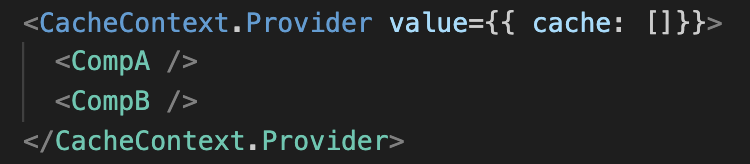 <CacheContext.Provider value={{ cache: []}}>
<CompA />
<CompB />
</CacheContext.Provider>